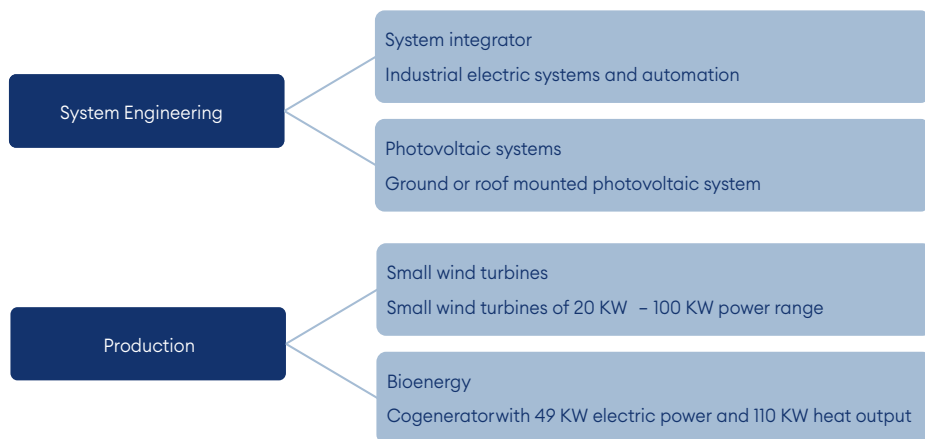 System Engineering
System integrator
Industrial electric systems and automation
Photovoltaic systems
Ground or roof mounted photovoltaic system
Production
Small wind turbines
Small wind turbines of 20 KW – 100 KW power range
Bioenergy
Cogeneratorwith 49 KW electric power and 110 KW heat output